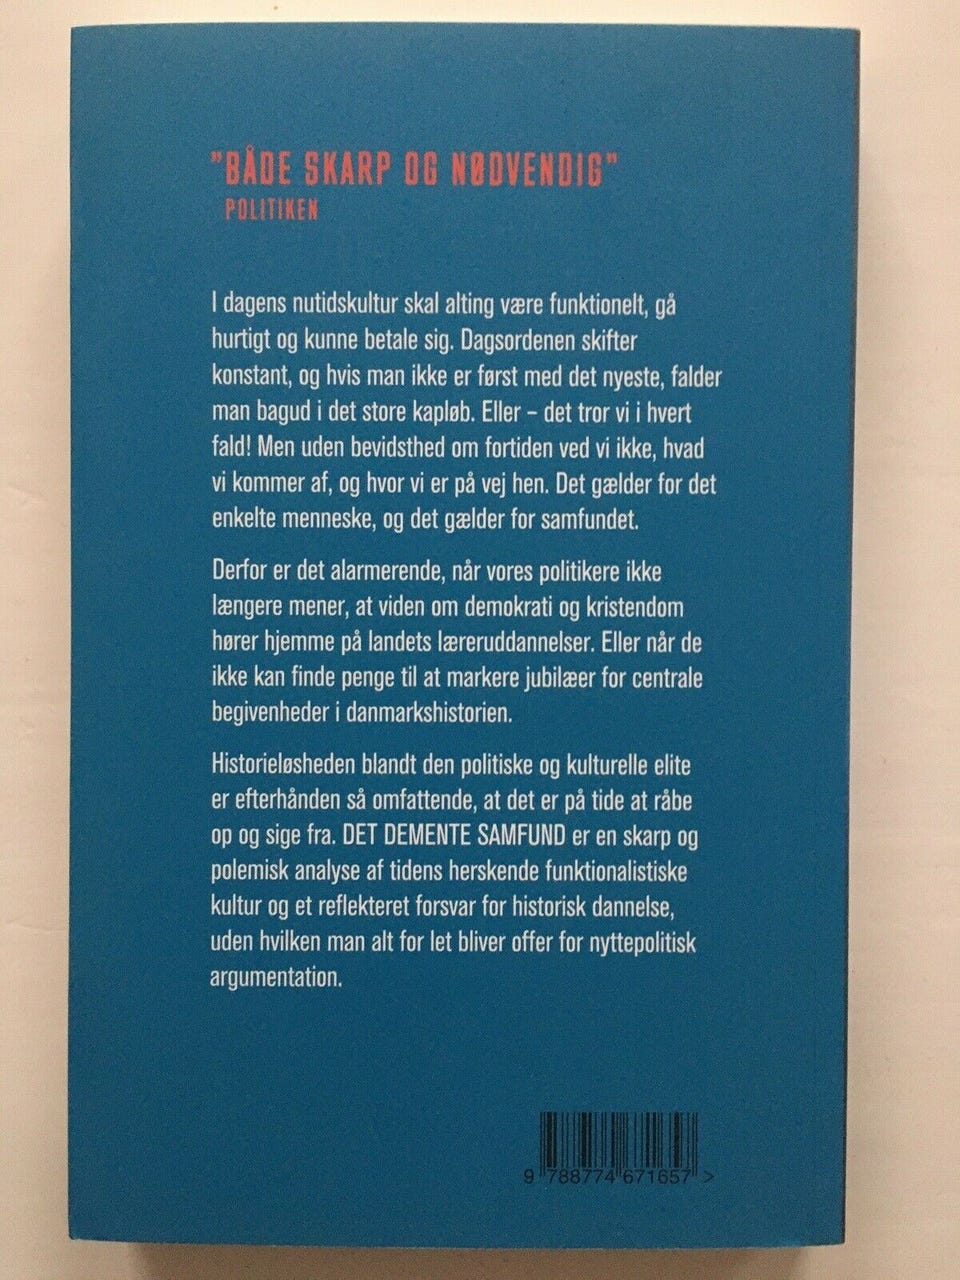 "BÅDE SKARP OG NØDVENDIG"
POLITIKEN
I dagens nutidskultur skal alting være funktionelt, gå
hurtigt og kunne betale sig. Dagsordenen skifter
konstant, og hvis man ikke er først med det nyeste, falder
man bagud i det store kapløb. Eller – det tror vi i hvert
fald! Men uden bevidsthed om fortiden ved vi ikke, hvad
vi kommer af, og hvor vi er på vej hen. Det gælder for det
enkelte menneske, og det gælder for samfundet.
Derfor er det alarmerende, når vores politikere ikke
længere mener, at viden om demokrati og kristendom
hører hjemme på landets læreruddannelser. Eller når de
ikke kan finde penge til at markere jubilæer for centrale
begivenheder i danmarkshistorien.
Historieløsheden blandt den politiske og kulturelle elite
er efterhånden så omfattende, at det er på tide at råbe
op og sige fra. DET DEMENTE SAMFUND er en skarp og
polemisk analyse af tidens herskende funktionalistiske
kultur og et reflekteret forsvar for historisk dannelse,
uden hvilken man alt for let bliver offer for nyttepolitisk
argumentation.
9 788774 671657 >